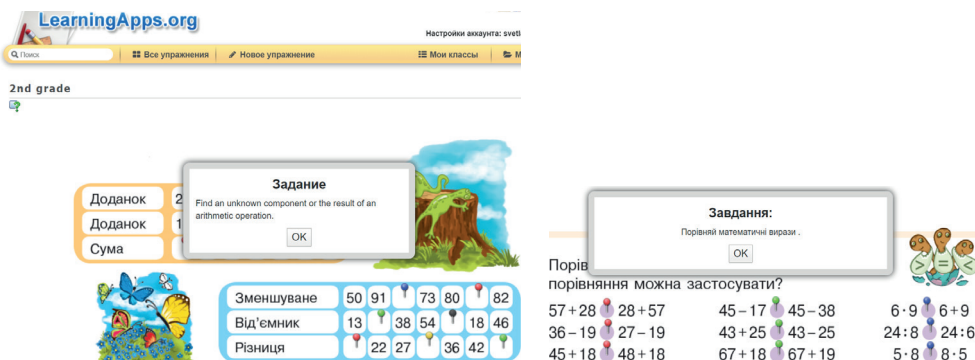 LearningApps.org
Настройки аккаунта: svetl
Поиск
Все упражнения
Новое упражнение
Мои классы
М
2nd grade
Задание
Find an unknown component or the result of an
arithmetic operation.
OK
Доданок 2
Доданок 1
Сума
Зменшуване 50 91 73 80 82
Від'ємник 13 38 54 18 46
Різниця 22 27 36 42
Завдання:
Порівняй математичні вирази .
OK
Порів
порівняння можна застосувати?
> = <
57+28 28+57 45–17 45–38 6·9 6+9
36–19 27–19 43+25 43–25 24:8 24:6
45+18 48+18 67+18 67+19 5·8 8·5